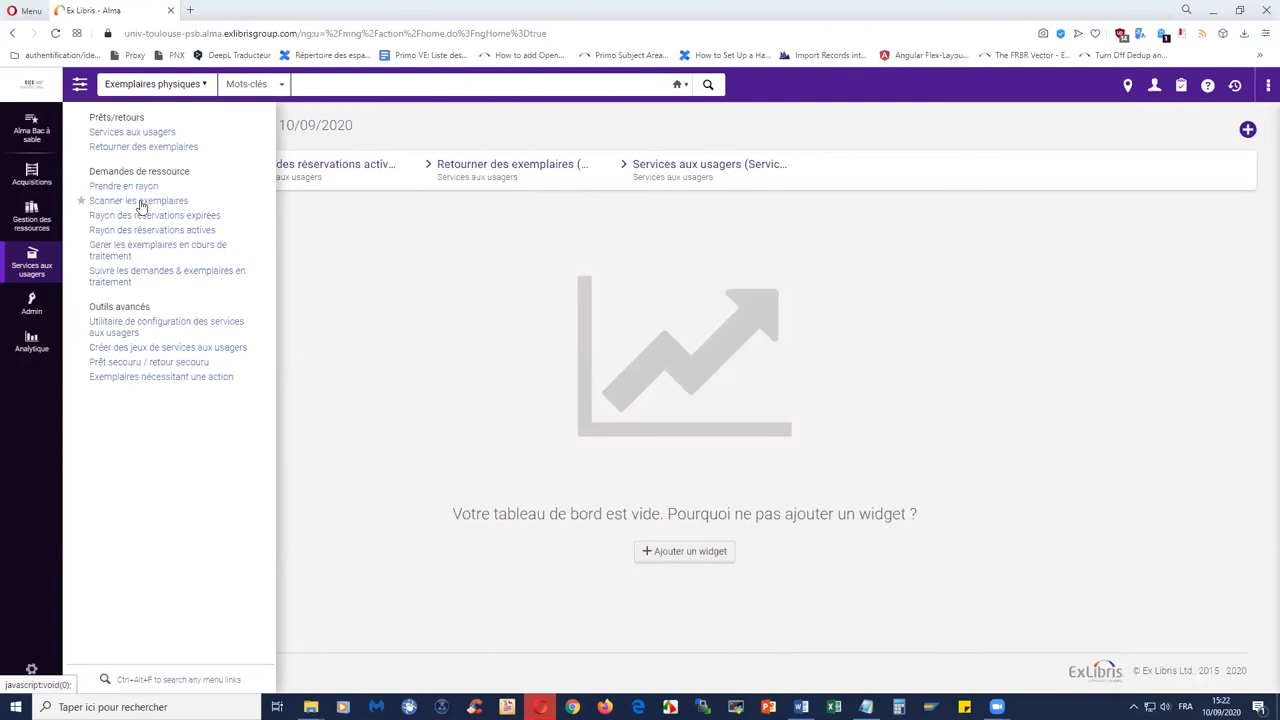 Menu
Ex Libris - Alma
univ-toulouse-psb.alma.exlibrisgroup.com/ng;u=%2Fmng%2Faction%2Fhome.do%3FngHome%3Dtrue
authentification/ide...
Proxy
PNX
DeepL Traducteur
Répertoire des espa...
Primo VE: Liste des...
How to add Open...
Primo Subject Area...
How to Set Up a Ha...
Import Records int...
Angular Flex-Layou...
The FRBR Vector - E...
Turn Off Dedup and...
Exemplaires physiques
Mots-clés
Alma Bac à sable
Acquisitions
Gestion des ressources
Services aux usagers
Admin
Analytique
Prêts/retours
Services aux usagers
Retourner des exemplaires
Demandes de ressource
Prendre en rayon
Scanner les exemplaires
Rayon des réservations expirées
Rayon des réservations actives
Gérer les exemplaires en cours de
traitement
Suivre les demandes & exemplaires en
traitement
Outils avancés
Utilitaire de configuration des services
aux usagers
Créer des jeux de services aux usagers
Prêt secouru / retour secouru
Exemplaires nécessitant une action
Ctrl+Alt+F to search any menu links
10/09/2020
des réservations activ...
aux usagers
Retourner des exemplaires (...
Services aux usagers
Services aux usagers (Servic...
Services aux usagers
Votre tableau de bord est vide. Pourquoi ne pas ajouter un widget ?
+ Ajouter un widget
ExLibris
© Ex Libris Ltd., 2015 2020
javascript:void(0);
Taper ici pour rechercher
FRA
15:22
10/09/2020